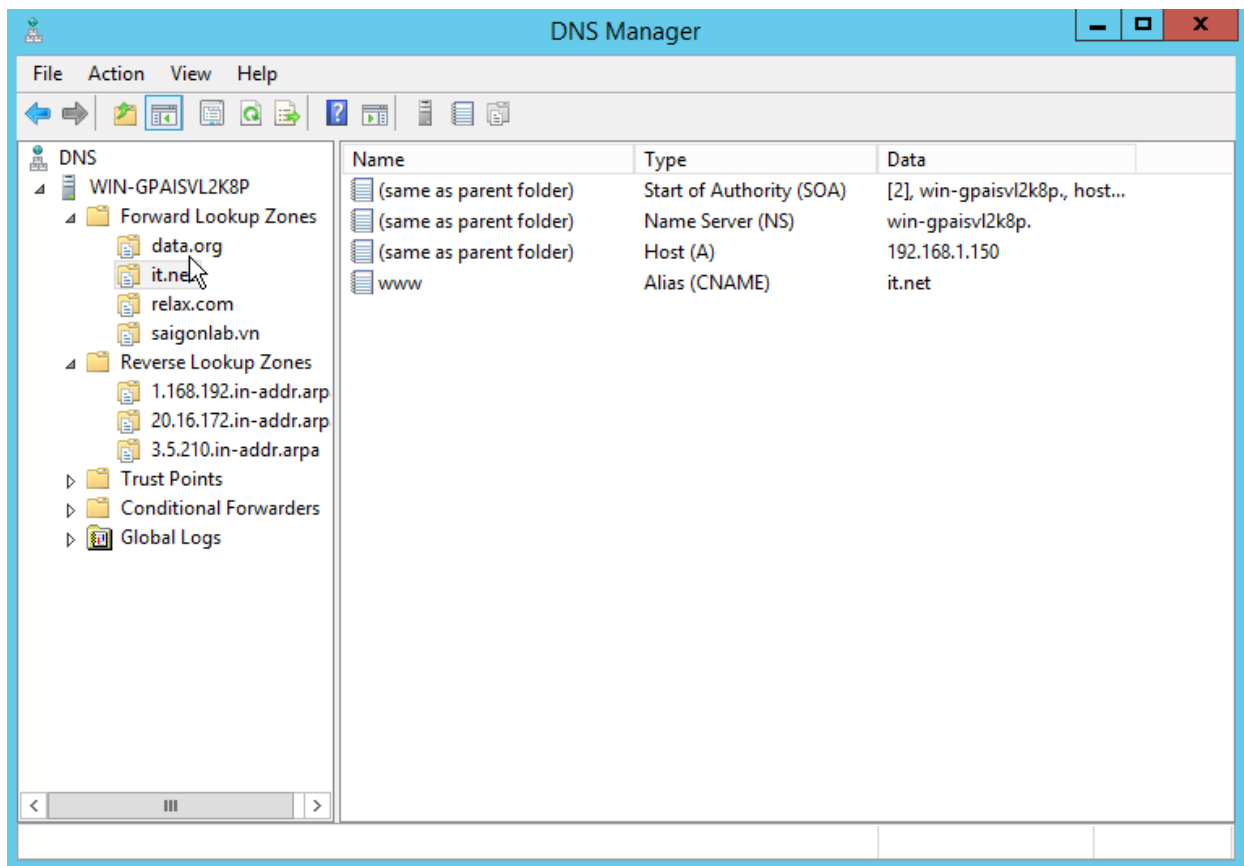 DNS Manager
File Action View Help
DNS
WIN-GPAISVL2K8P
Forward Lookup Zones
data.org
it.net
relax.com
saigonlab.vn
Reverse Lookup Zones
1.168.192.in-addr.arp
20.16.172.in-addr.arp
3.5.210.in-addr.arpa
Trust Points
Conditional Forwarders
Global Logs
Name Type Data
(same as parent folder) Start of Authority (SOA) [2], win-gpaisvl2k8p., host...
(same as parent folder) Name Server (NS) win-gpaisvl2k8p.
(same as parent folder) Host (A) 192.168.1.150
www Alias (CNAME) it.net